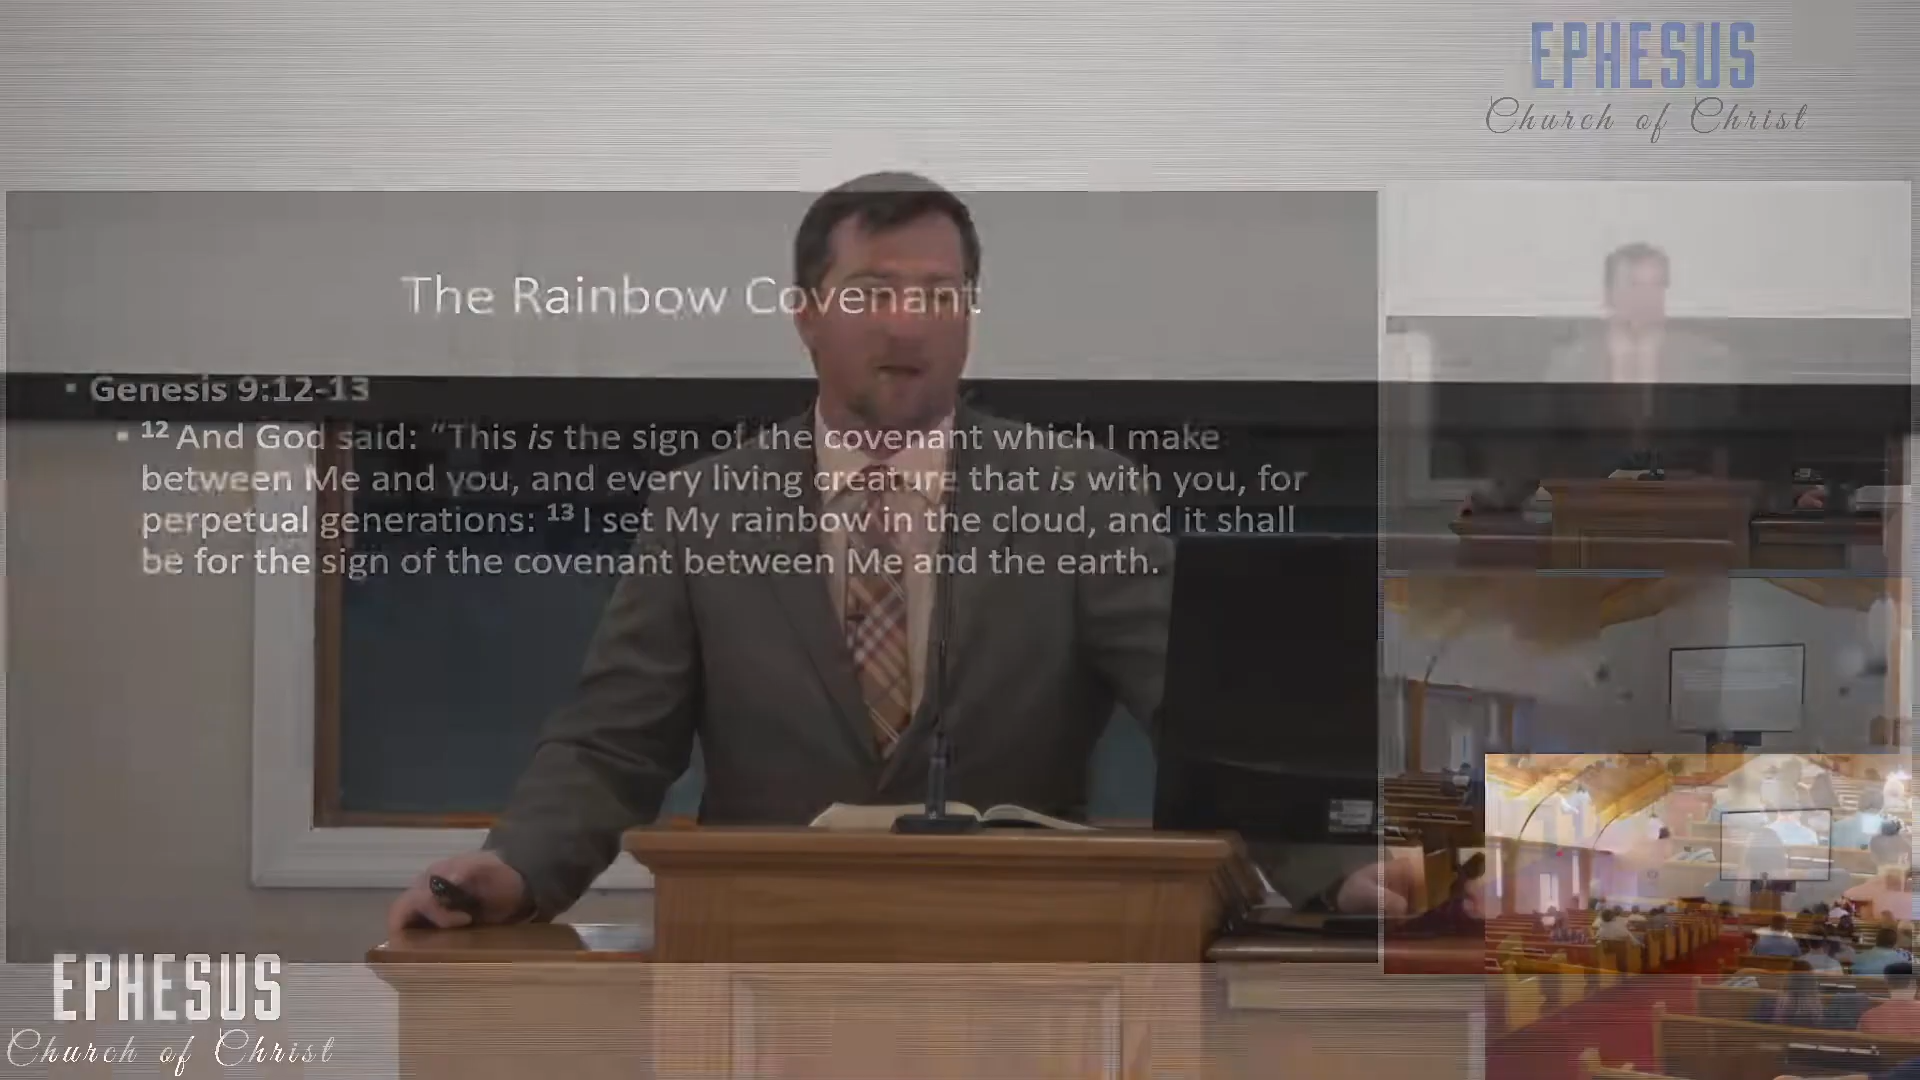 EPHESUS
Church of Christ
The Rainbow Covenant
▪ Genesis 9:12-13
▪ 12 And God said: “This is the sign of the covenant which I make
between Me and you, and every living creature that is with you, for
perpetual generations: 13 I set My rainbow in the cloud, and it shall
be for the sign of the covenant between Me and the earth.
EPHESUS
Church of Christ